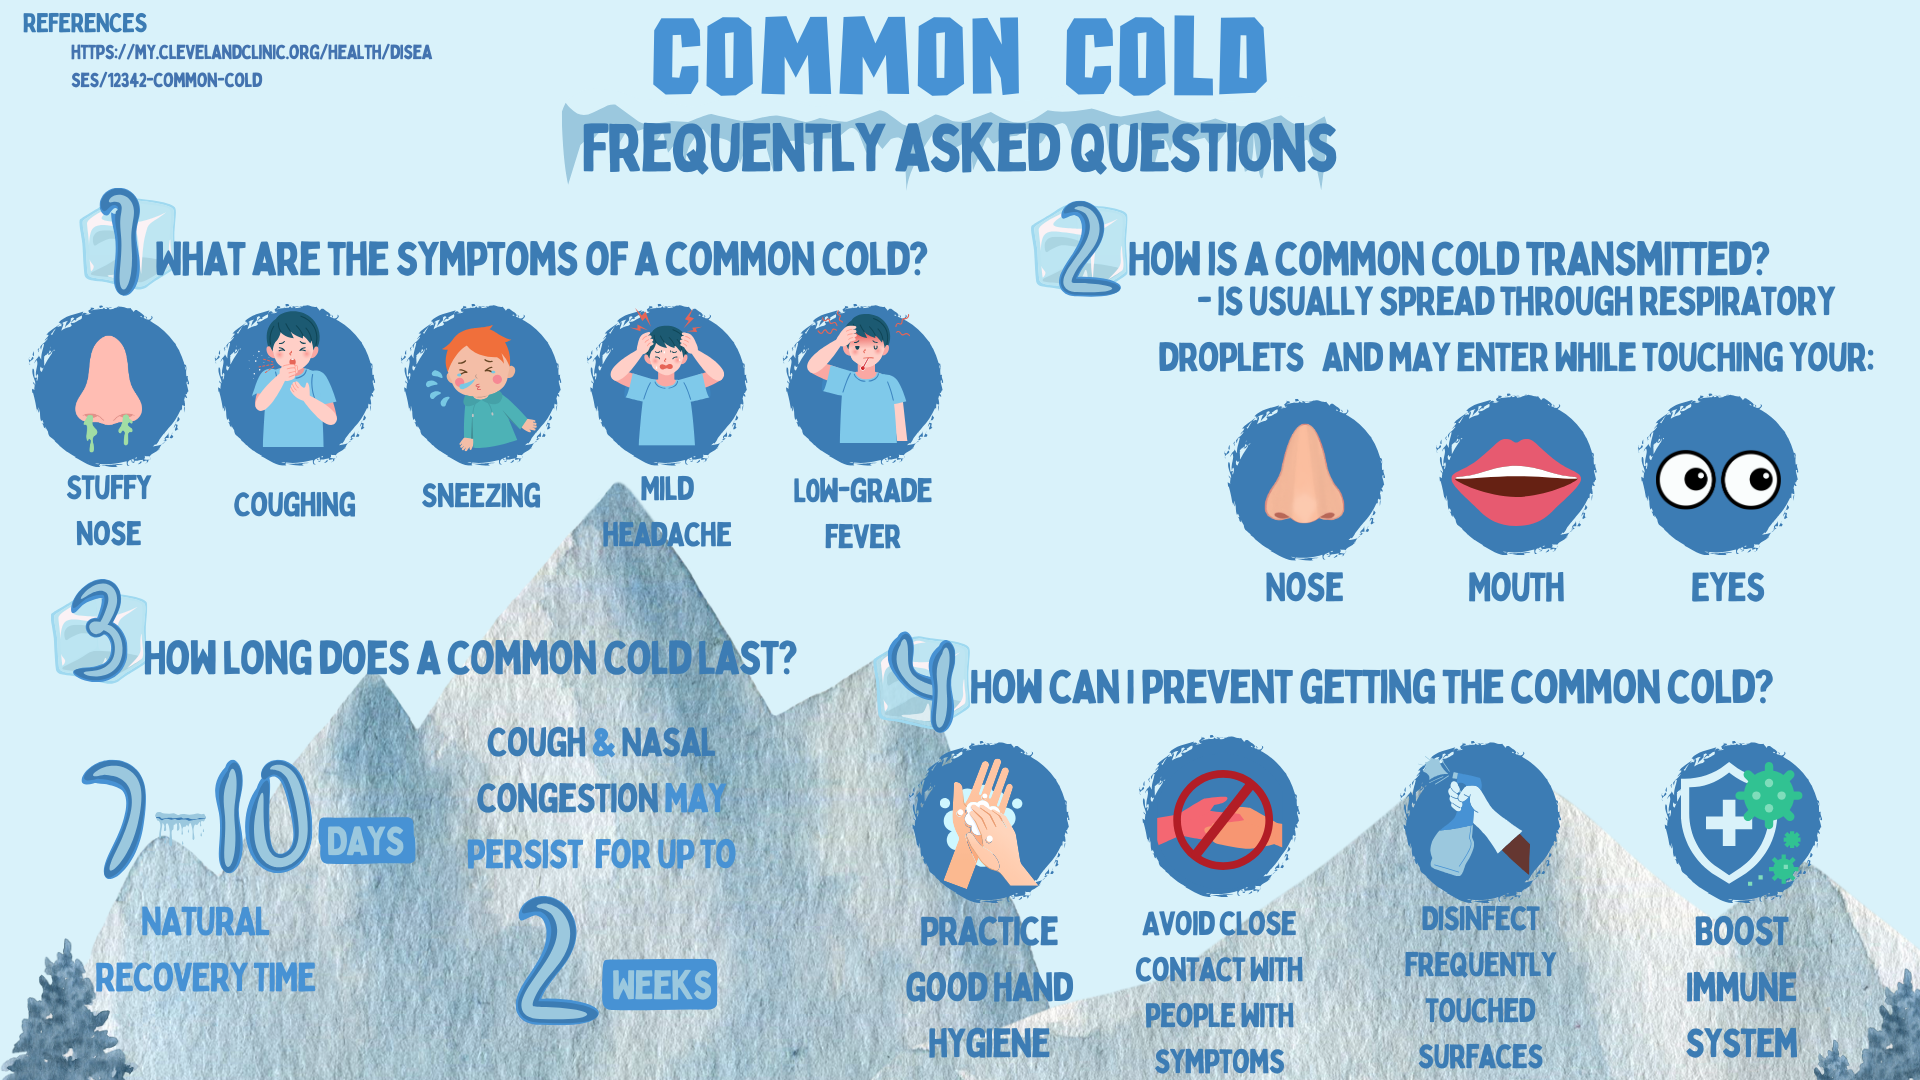 REFERENCES
HTTPS://MY.CLEVELANDCLINIC.ORG/HEALTH/DISEA
SES/12342-COMMON-COLD
COMMON COLD
FREQUENTLY ASKED QUESTIONS
1 WHAT ARE THE SYMPTOMS OF A COMMON COLD?
STUFFY
NOSE
COUGHING
SNEEZING
MILD
HEADACHE
LOW-GRADE
FEVER
2 HOW IS A COMMON COLD TRANSMITTED?
- IS USUALLY SPREAD THROUGH RESPIRATORY
DROPLETS AND MAY ENTER WHILE TOUCHING YOUR:
NOSE
MOUTH
EYES
3 HOW LONG DOES A COMMON COLD LAST?
7-10 DAYS
NATURAL
RECOVERY TIME
COUGH & NASAL
CONGESTION MAY
PERSIST FOR UP TO
2 WEEKS
4 HOW CAN I PREVENT GETTING THE COMMON COLD?
PRACTICE
GOOD HAND
HYGIENE
AVOID CLOSE
CONTACT WITH
PEOPLE WITH
SYMPTOMS
DISINFECT
FREQUENTLY
TOUCHED
SURFACES
BOOST
IMMUNE
SYSTEM